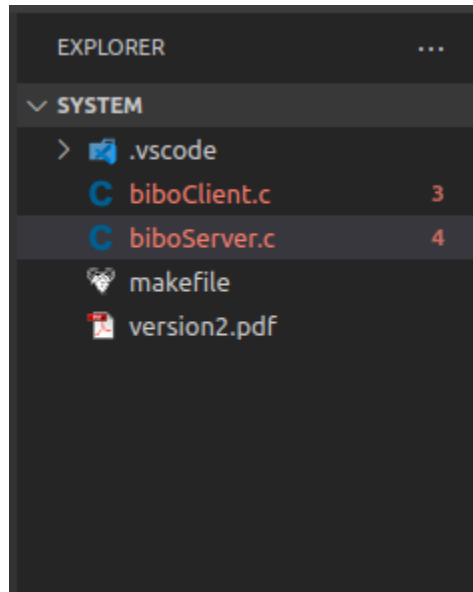 EXPLORER ...
SYSTEM
.vscode
C biboClient.c 3
C biboServer.c 4
makefile
version2.pdf